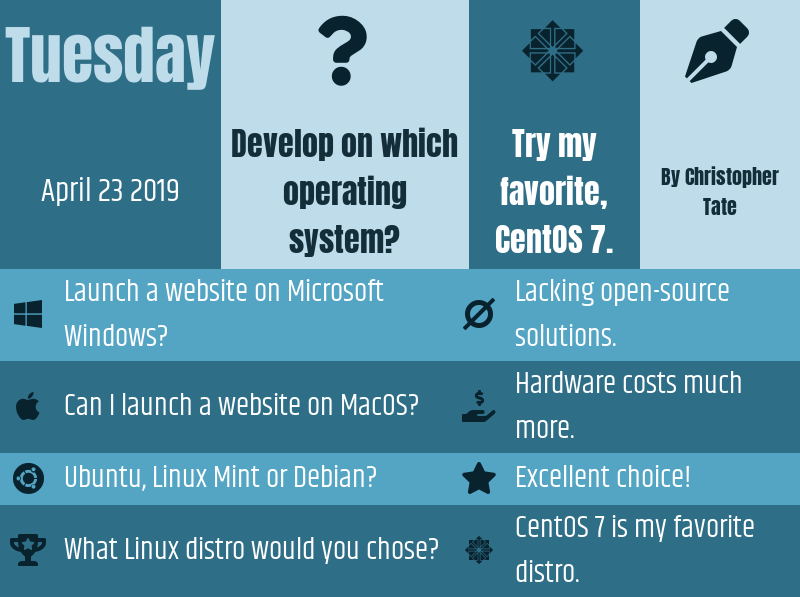 Tuesday
April 23 2019
Develop on which
operating
system?
Try my
favorite,
CentOS 7.
By Christopher
Tate
Launch a website on Microsoft
Windows?
Lacking open-source
solutions.
Can I launch a website on MacOS?
Hardware costs much
more.
Ubuntu, Linux Mint or Debian?
Excellent choice!
What Linux distro would you chose?
CentOS 7 is my favorite
distro.